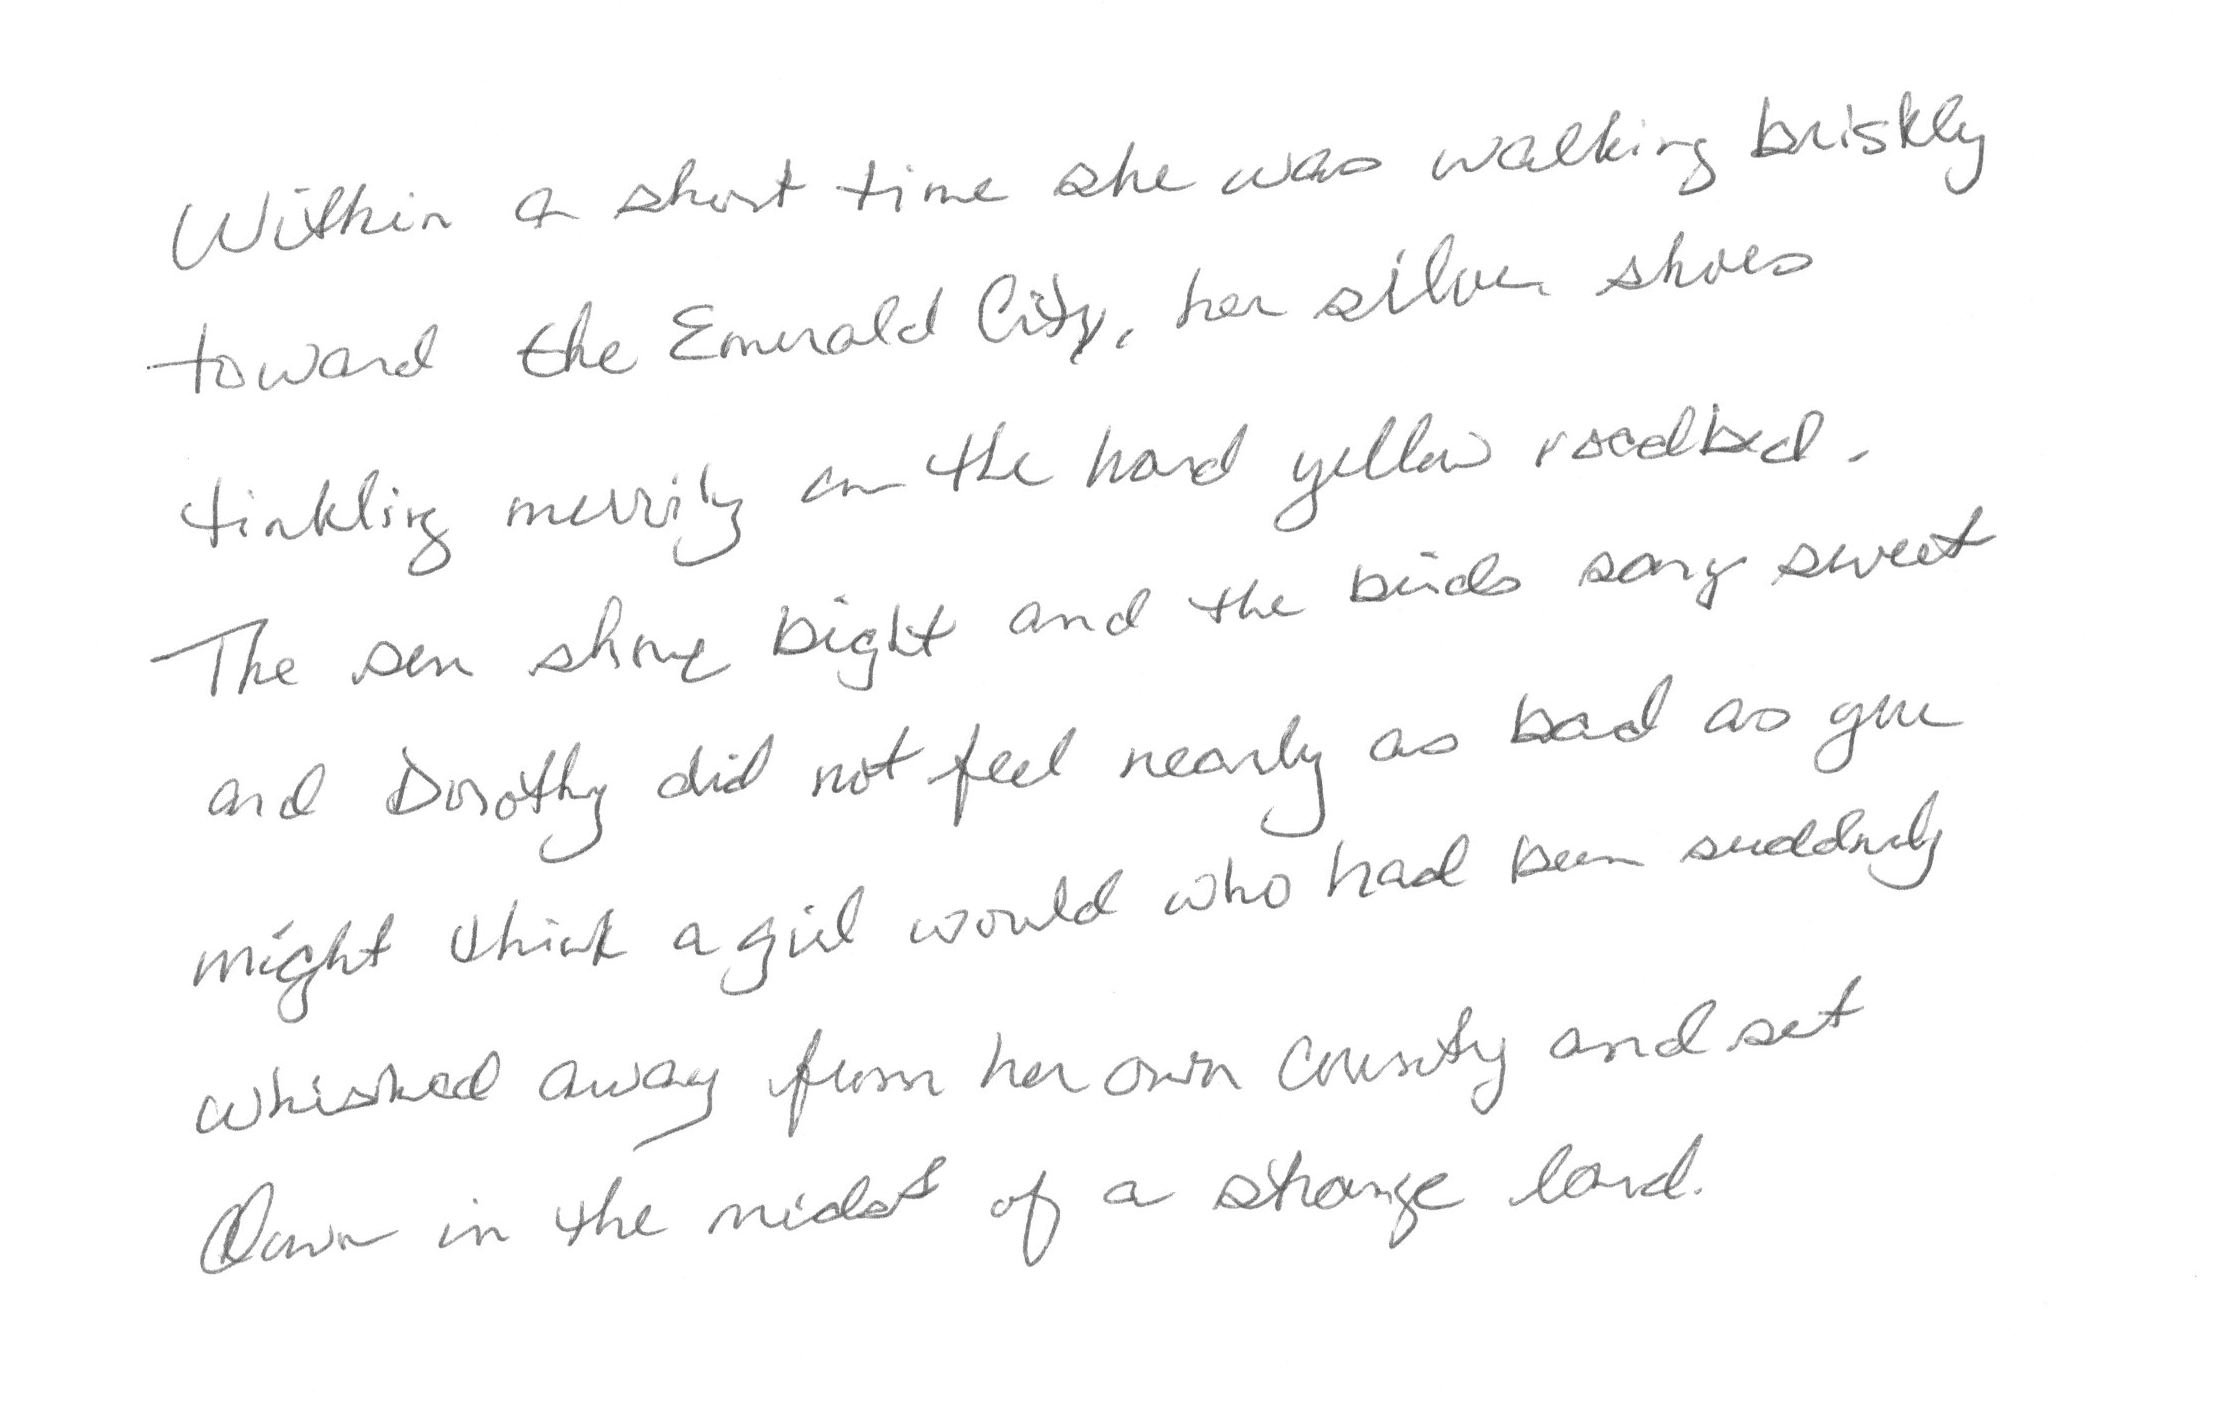 Within a short time she was walking briskly
toward the Emerald City, her silver shoes
tinkling merrily on the hard yellow roadbed.
The sun shone bright and the birds sang sweet
and Dorothy did not feel nearly as bad as you
might think a girl would who had been suddenly
whisked away from her own country and set
Down in the midst of a strange land.